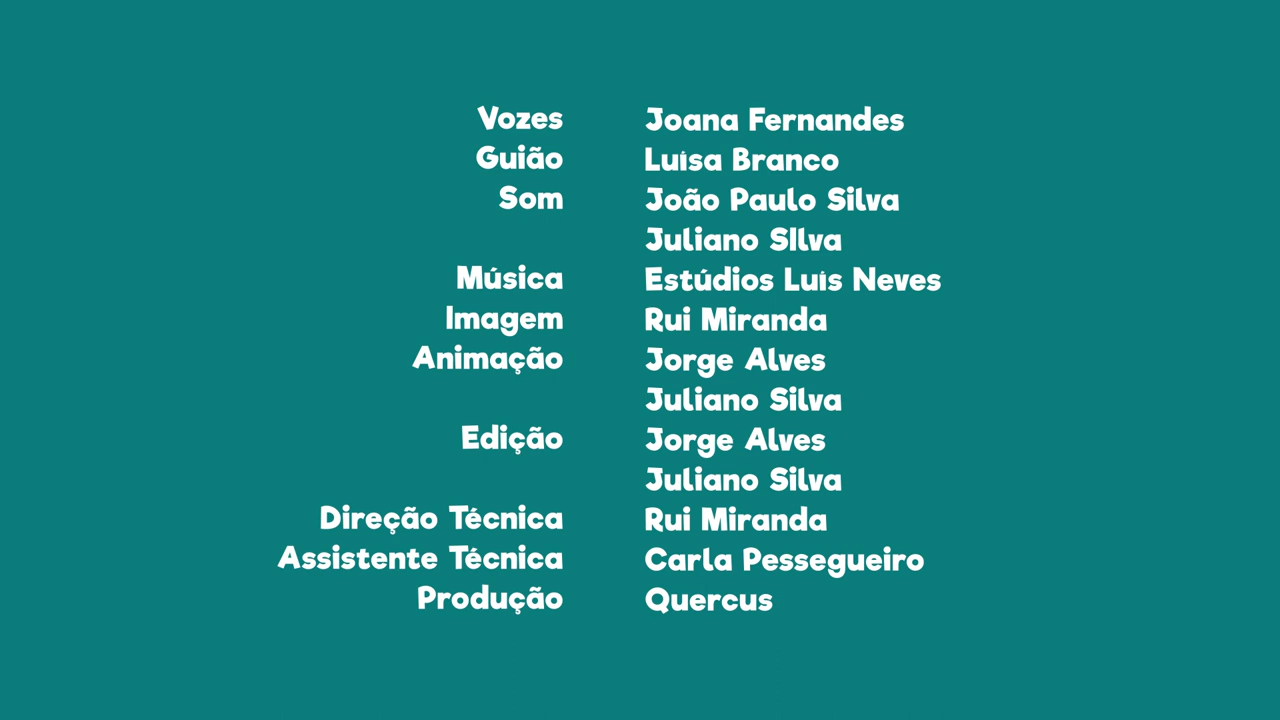 Vozes Joana Fernandes
Guião Luísa Branco
Som João Paulo Silva
Juliano SIlva
Música Estúdios Luís Neves
Imagem Rui Miranda
Animação Jorge Alves
Juliano Silva
Edição Jorge Alves
Juliano Silva
Direção Técnica Rui Miranda
Assistente Técnica Carla Pessegueiro
Produção Quercus